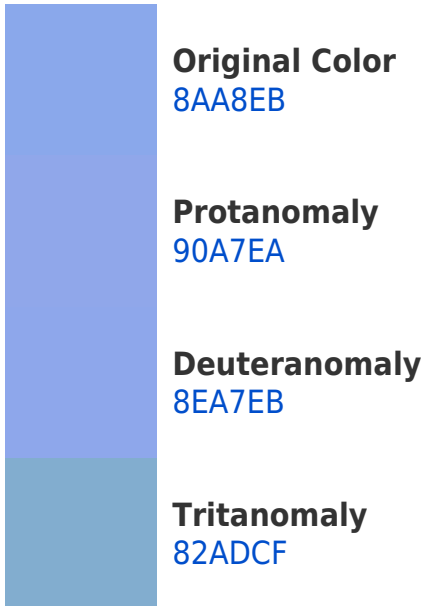 Original Color
8AA8EB
Protanomaly
90A7EA
Deuteranomaly
8EA7EB
Tritanomaly
82ADCF